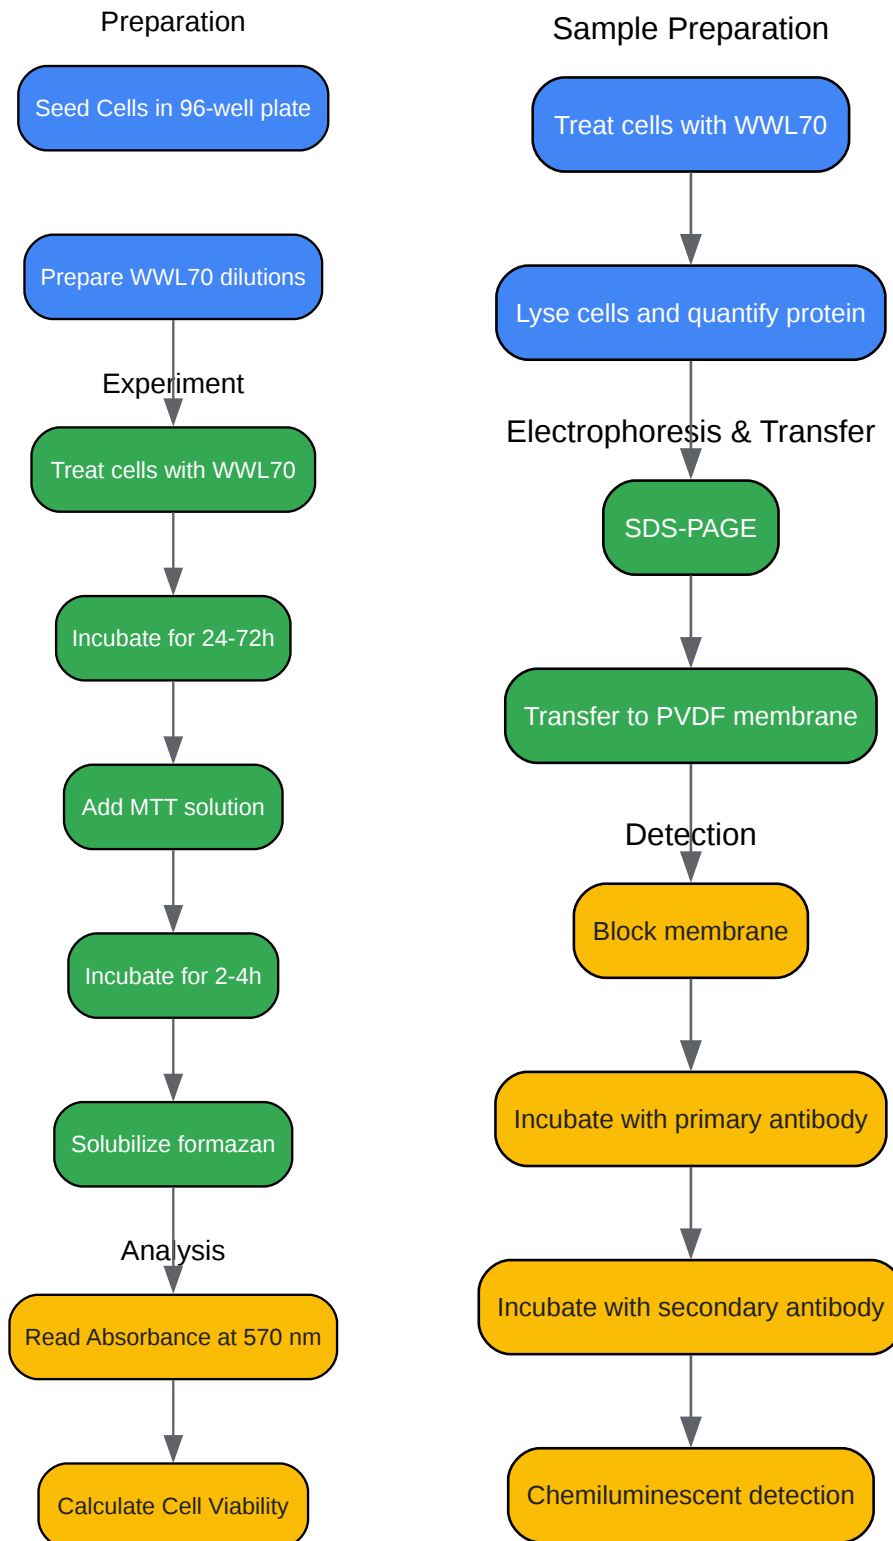 Preparation
Seed Cells in 96-well plate
Prepare WWL70 dilutions
Experiment
Treat cells with WWL70
Incubate for 24-72h
Add MTT solution
Incubate for 2-4h
Solubilize formazan
Analysis
Read Absorbance at 570 nm
Calculate Cell Viability
Sample Preparation
Treat cells with WWL70
Lyse cells and quantify protein
Electrophoresis & Transfer
SDS-PAGE
Transfer to PVDF membrane
Detection
Block membrane
Incubate with primary antibody
Incubate with secondary antibody
Chemiluminescent detection